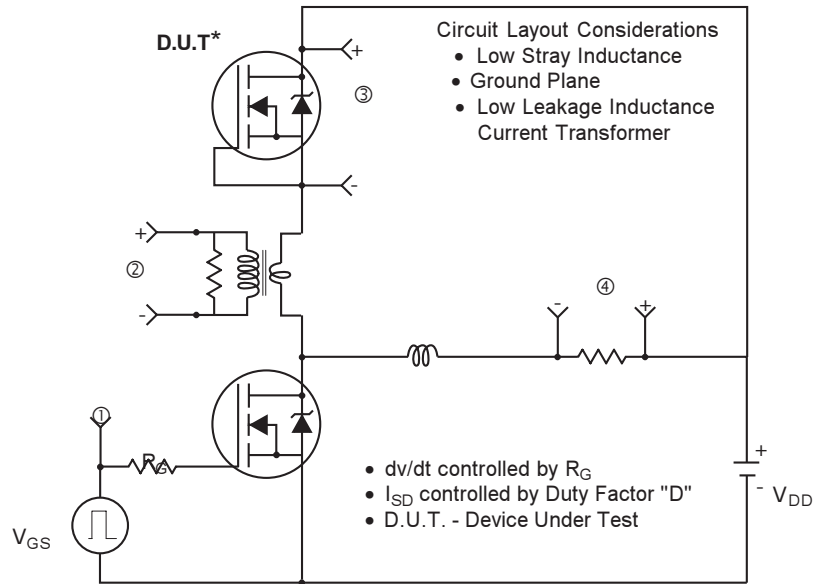 D.U.T*
+
③
-
Circuit Layout Considerations
• Low Stray Inductance
• Ground Plane
• Low Leakage Inductance
Current Transformer
+
②
-
④
-
+
①
R_G
V_GS
• dv/dt controlled by R_G
• I_SD controlled by Duty Factor "D"
• D.U.T. - Device Under Test
+
-
V_DD